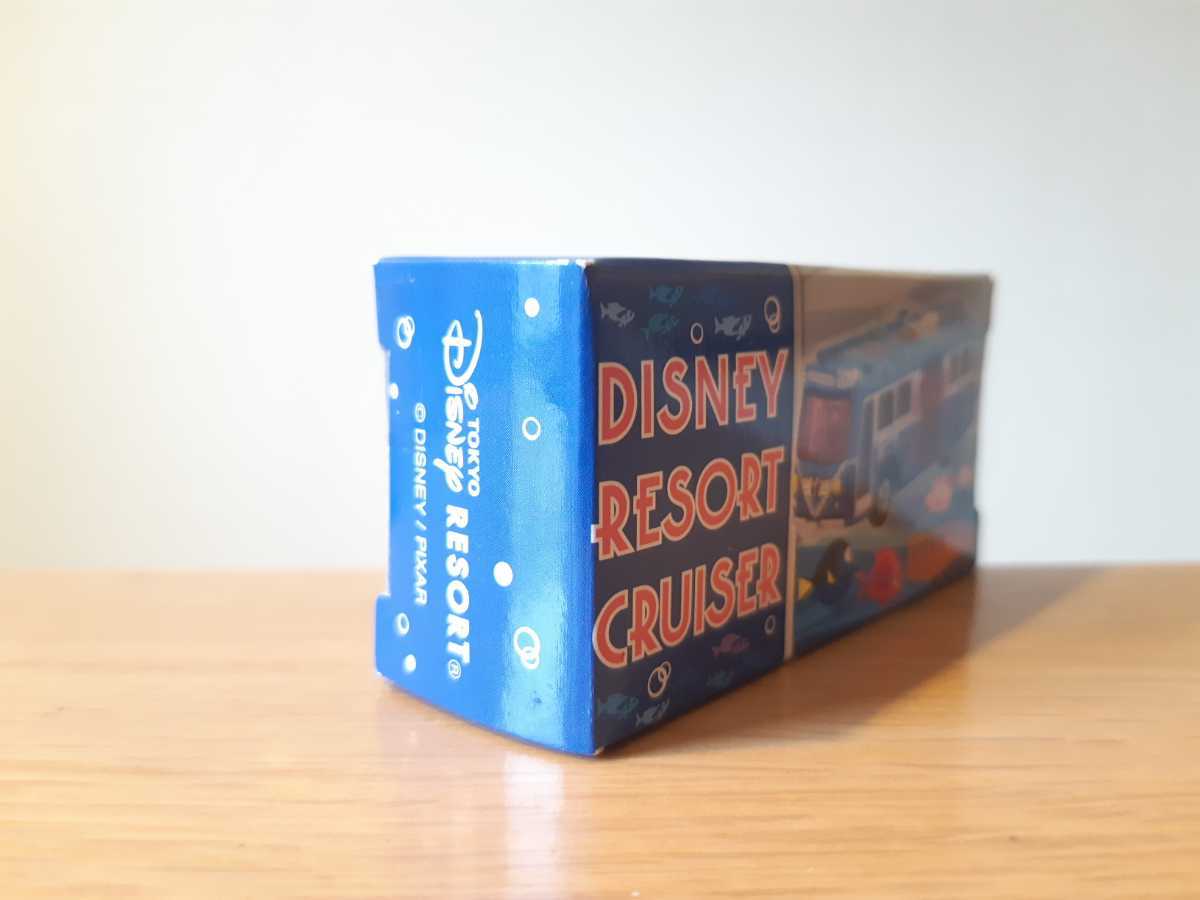 TOKYO
Disney RESORT®
© DISNEY / PIXAR
DISNEY
RESORT
CRUISER